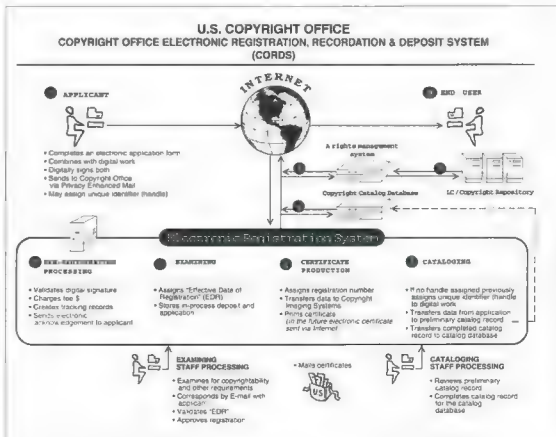 U.S. COPYRIGHT OFFICE
COPYRIGHT OFFICE ELECTRONIC REGISTRATION, RECORDATION & DEPOSIT SYSTEM
(CORDS)
INTERNET
APPLICANT
• Completes an electronic application form
• Combines with digital work
• Digitally signs both
• Sends to Copyright Office
via Privacy Enhanced Mail
• May assign unique identifier (handle)
END USER
A rights management
system
Copyright Catalog Database
LC / Copyright Repository
Electronic Registration System
PROCESSING
• Validates digital signature
• Charges fee $
• Creates tracking records
• Sends electronic
acknowledgement to applicant
EXAMINING
• Assigns "Effective Date of
Registration" (EDR)
• Stores in-process deposit and
application
CERTIFICATE
PRODUCTION
• Assigns registration number
• Transfers data to Copyright
Imaging Systems
• Prints certificate
(in the future electronic certificate
sent via Internet
CATALOGING
• If no handle assigned previously
assigns unique identifier (handle
to digital work
• Transfers data from application
to preliminary catalog record
• Transfers completed catalog
record to catalog database
EXAMINING
STAFF PROCESSING
• Examines for copyrightability
and other requirements
• Corresponds by E-mail with
applicant
• Validates "EDR"
• Approves registration
• Mails certificates
US
CATALOGING
STAFF PROCESSING
• Reviews preliminary
catalog record
• Completes catalog record
for the catalog
database